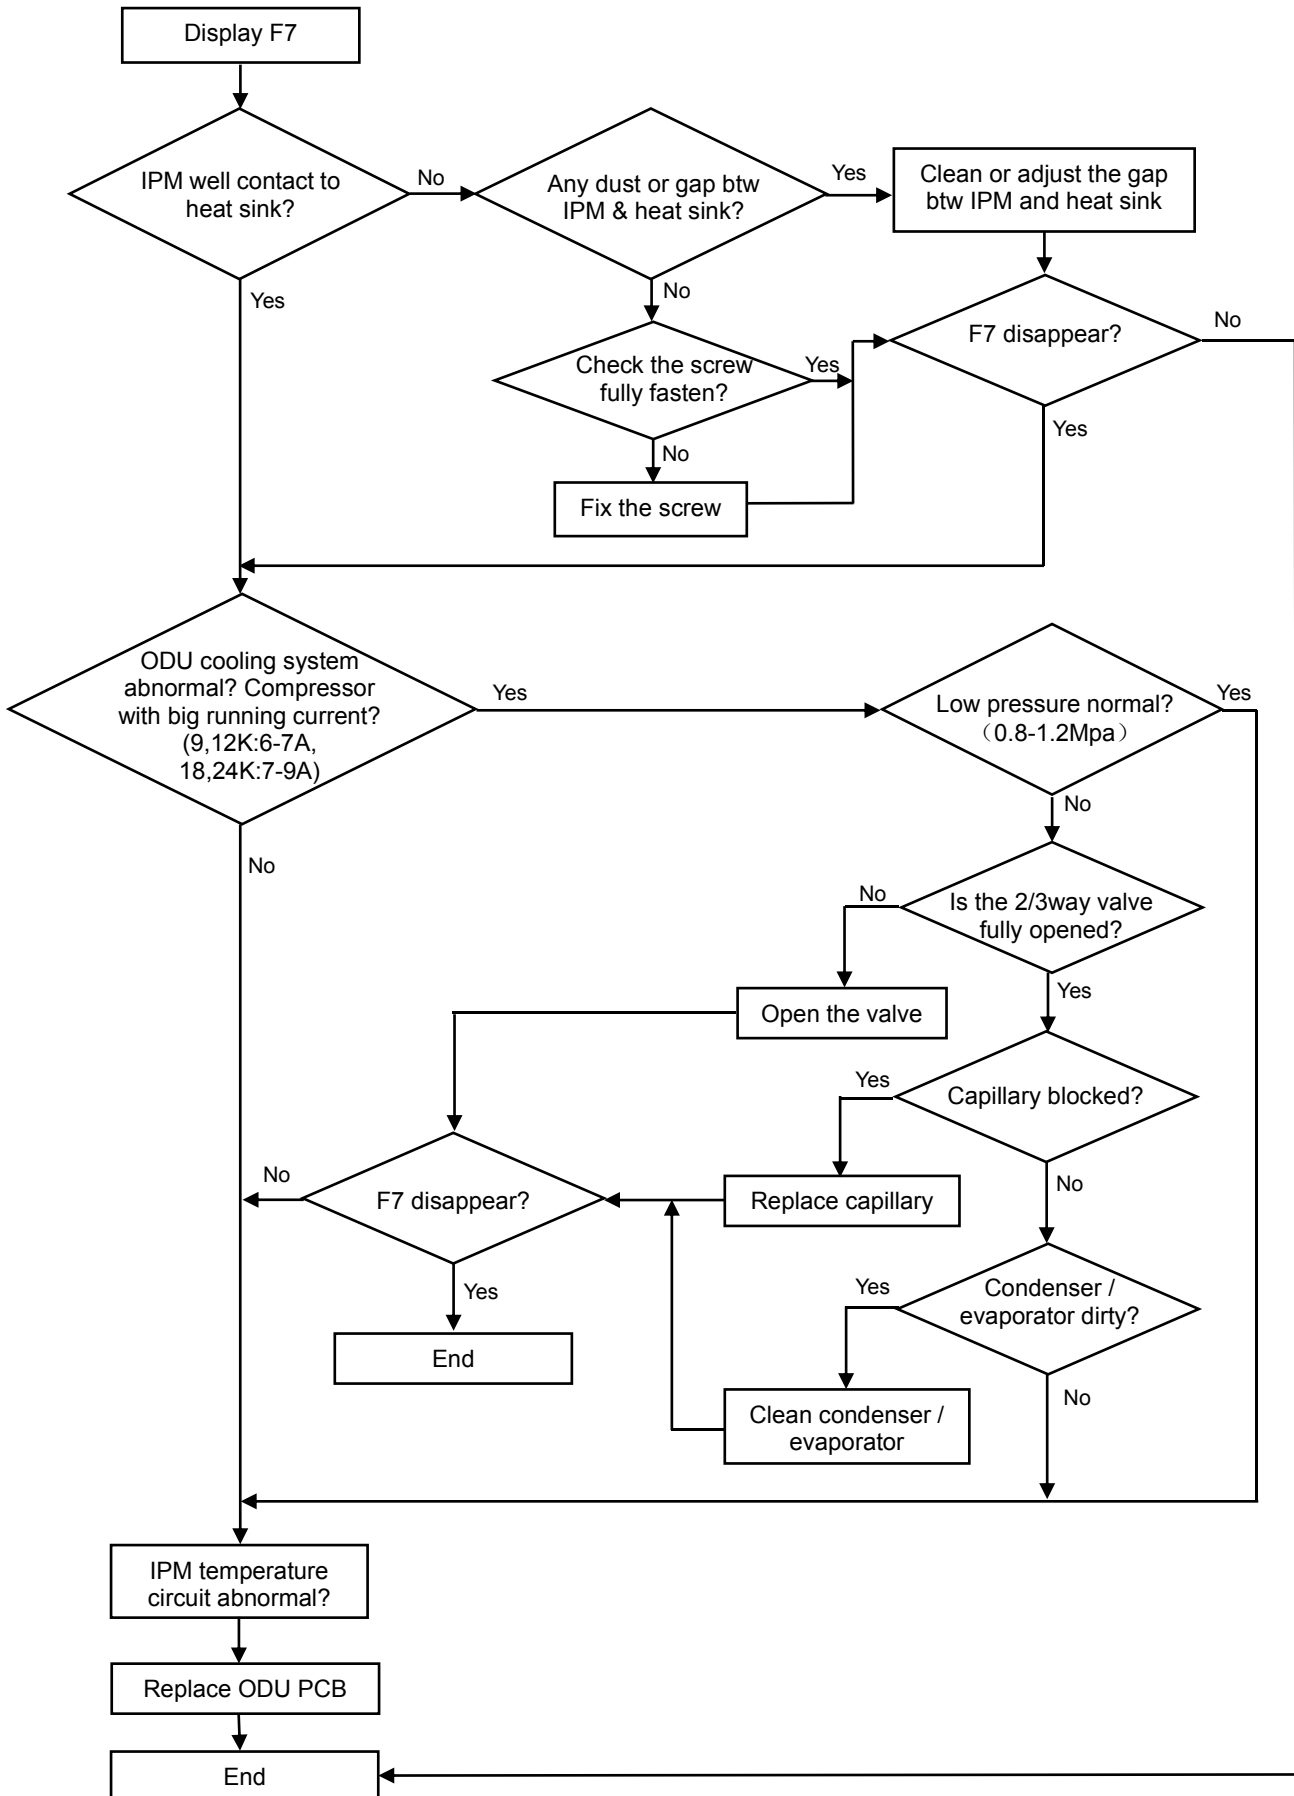 Display F7
IPM well contact to
heat sink?
No
Any dust or gap btw
IPM & heat sink?
Yes
Clean or adjust the gap
btw IPM and heat sink
Yes
No
Check the screw
fully fasten?
Yes
F7 disappear?
No
Yes
No
Fix the screw
ODU cooling system
abnormal? Compressor
with big running current?
(9,12K:6-7A,
18,24K:7-9A)
Yes
Low pressure normal?
（0.8-1.2Mpa）
Yes
No
No
Is the 2/3way valve
fully opened?
No
Yes
Open the valve
Capillary blocked?
Yes
No
Replace capillary
F7 disappear?
No
Yes
End
Condenser /
evaporator dirty?
Yes
No
Clean condenser /
evaporator
IPM temperature
circuit abnormal?
Replace ODU PCB
End